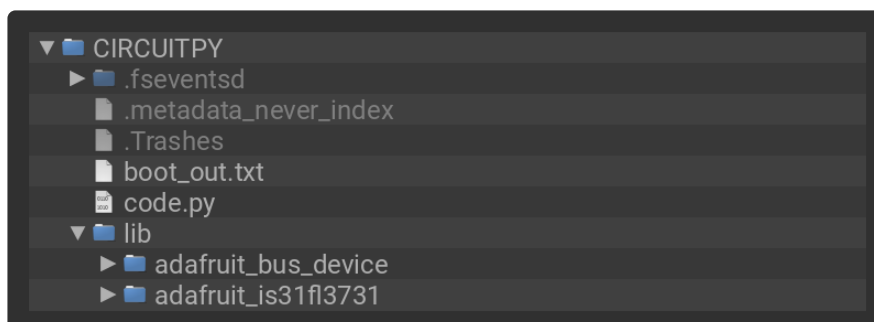 CIRCUITPY
.fseventsd
.metadata_never_index
.Trashes
boot_out.txt
code.py
lib
adafruit_bus_device
adafruit_is31fl3731